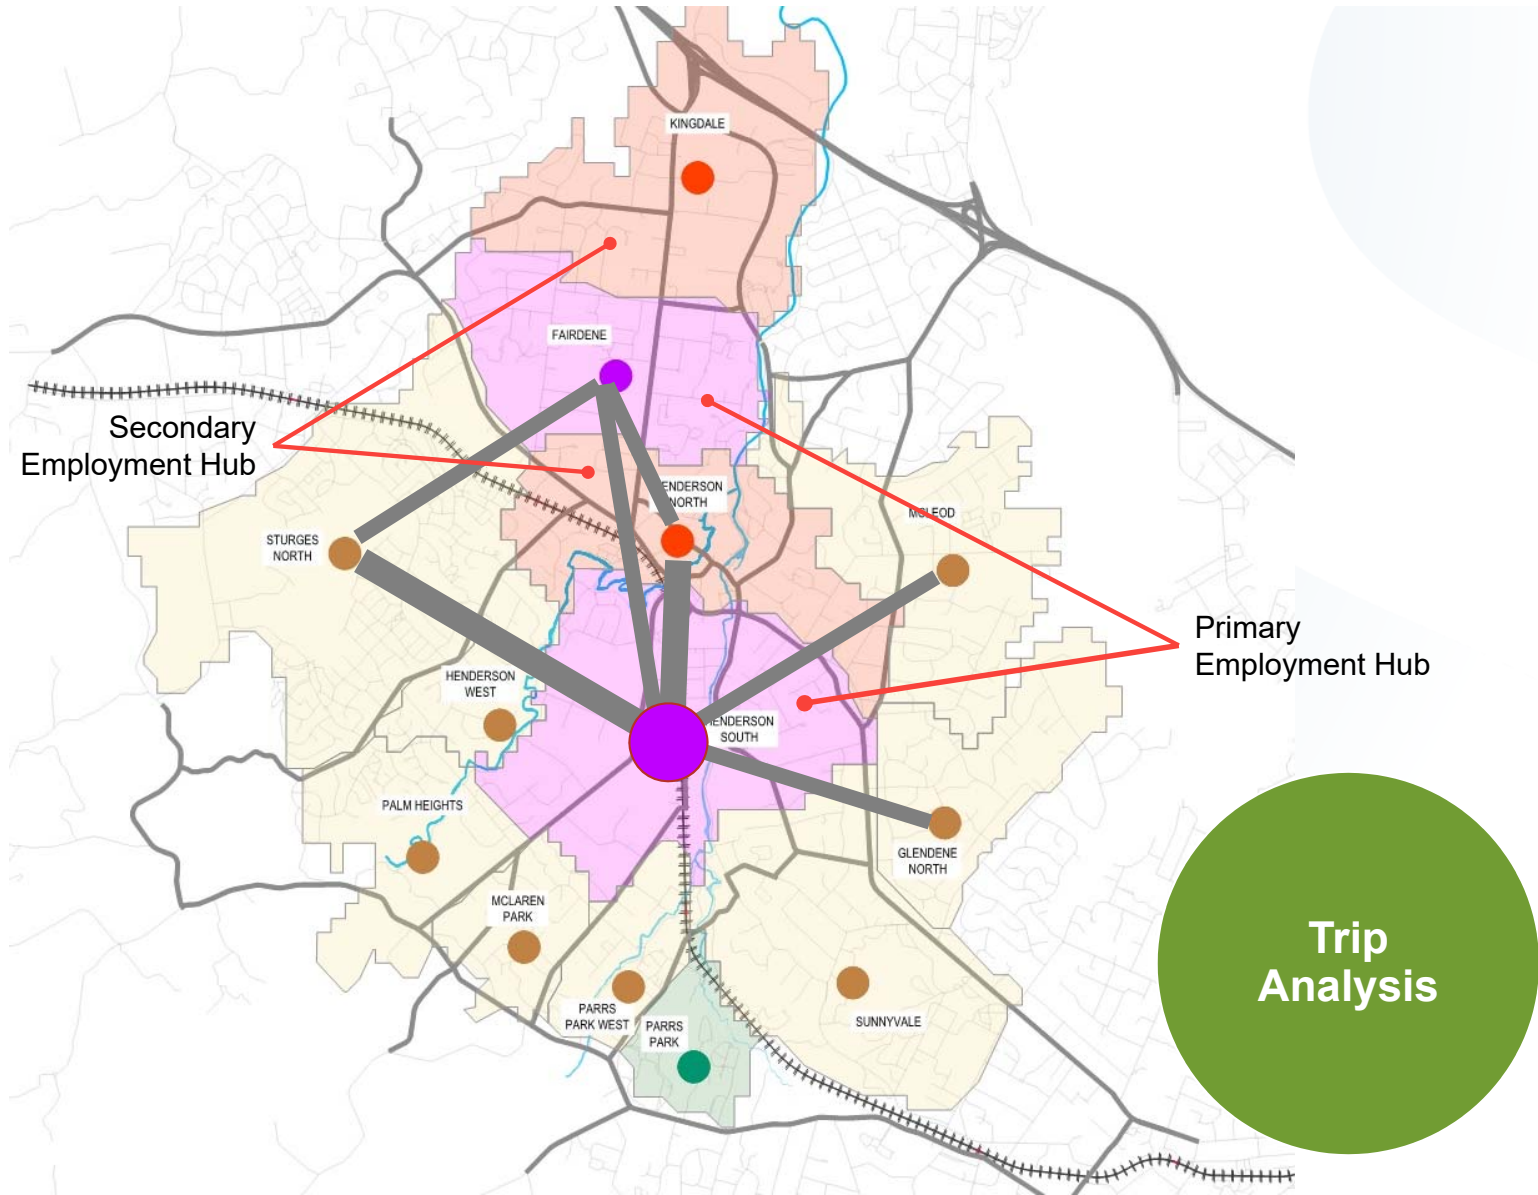 KINGDALE
FAIRDENE
Secondary
Employment Hub
ENDERSON
NORTH
MCLEOD
STURGES
NORTH
Primary
Employment Hub
HENDERSON
WEST
HENDERSON
SOUTH
PALM HEIGHTS
GLENDENE
NORTH
MCLAREN
PARK
Trip
Analysis
PARRS
PARK WEST
PARRS
PARK
SUNNYVALE